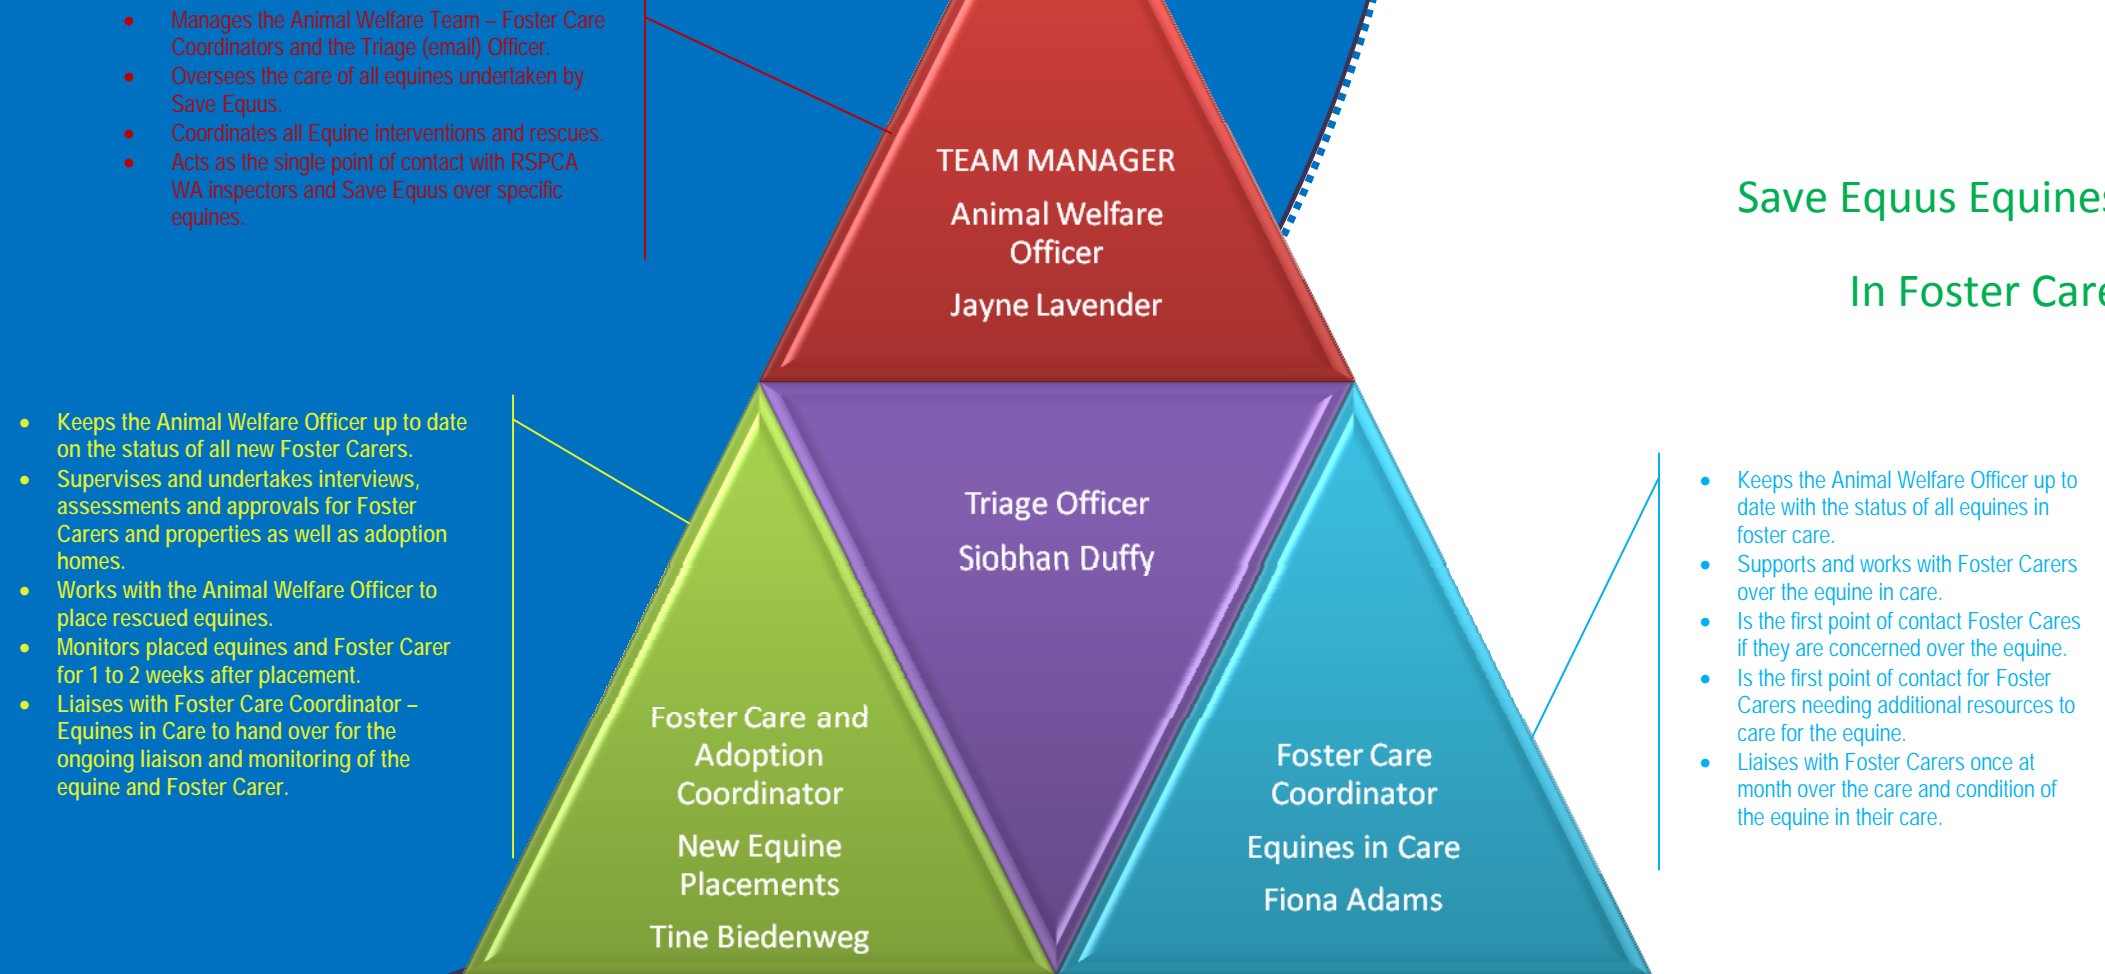 • Manages the Animal Welfare Team – Foster Care
Coordinators and the Triage (email) Officer.
• Oversees the care of all equines undertaken by
Save Equus.
• Coordinates all Equine interventions and rescues.
• Acts as the single point of contact with RSPCA
WA inspectors and Save Equus over specific
equines.
TEAM MANAGER
Animal Welfare
Officer
Jayne Lavender
Save Equus Equines
In Foster Care
• Keeps the Animal Welfare Officer up to date
on the status of all new Foster Carers.
• Supervises and undertakes interviews,
assessments and approvals for Foster
Carers and properties as well as adoption
homes.
• Works with the Animal Welfare Officer to
place rescued equines.
• Monitors placed equines and Foster Carer
for 1 to 2 weeks after placement.
• Liaises with Foster Care Coordinator –
Equines in Care to hand over for the
ongoing liaison and monitoring of the
equine and Foster Carer.
Triage Officer
Siobhan Duffy
Foster Care and
Adoption
Coordinator
New Equine
Placements
Tine Biedenweg
Foster Care
Coordinator
Equines in Care
Fiona Adams
• Keeps the Animal Welfare Officer up to
date with the status of all equines in
foster care.
• Supports and works with Foster Carers
over the equine in care.
• Is the first point of contact Foster Cares
if they are concerned over the equine.
• Is the first point of contact for Foster
Carers needing additional resources to
care for the equine.
• Liaises with Foster Carers once at
month over the care and condition of
the equine in their care.